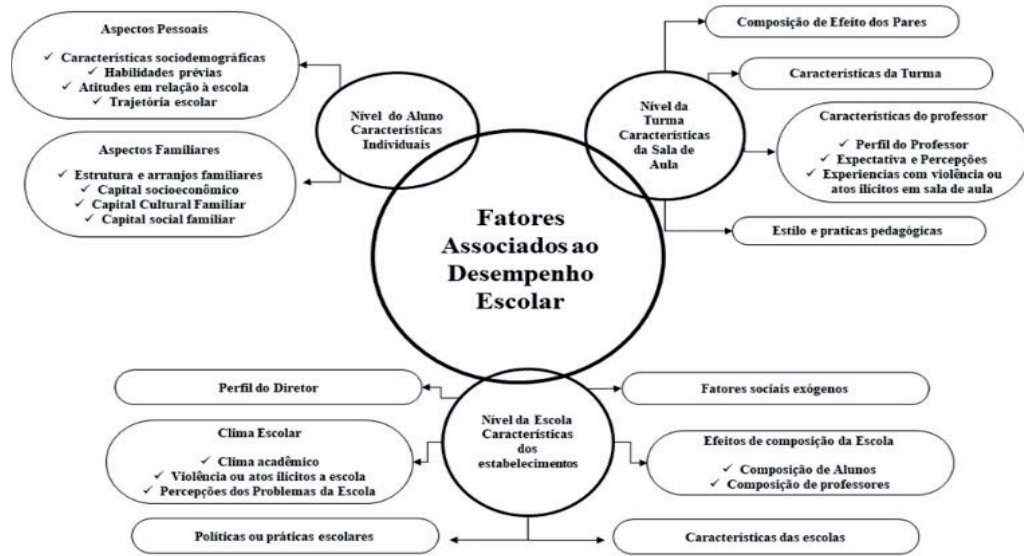 Aspectos Pessoais
✓ Características sociodemográficas
✓ Habilidades prévias
✓ Atitudes em relação à escola
✓ Trajetória escolar
Aspectos Familiares
✓ Estrutura e arranjos familiares
✓ Capital socioeconômico
✓ Capital Cultural Familiar
✓ Capital social familiar
Nível do Aluno
Características
Individuais
Fatores
Associados ao
Desempenho
Escolar
Nível da
Turma
Características
da Sala de
Aula
Composição de Efeito dos Pares
Características da Turma
Características do professor
✓ Perfil do Professor
✓ Expectativa e Percepções
✓ Experiencias com violência ou
atos ilícitos em sala de aula
Estilo e praticas pedagógicas
Perfil do Diretor
Clima Escolar
✓ Clima acadêmico
✓ Violência ou atos ilícitos a escola
✓ Percepções dos Problemas da Escola
Políticas ou práticas escolares
Nível da Escola
Características
dos
estabelecimentos
Fatores sociais exógenos
Efeitos de composição da Escola
✓ Composição de Alunos
✓ Composição de professores
Características das escolas